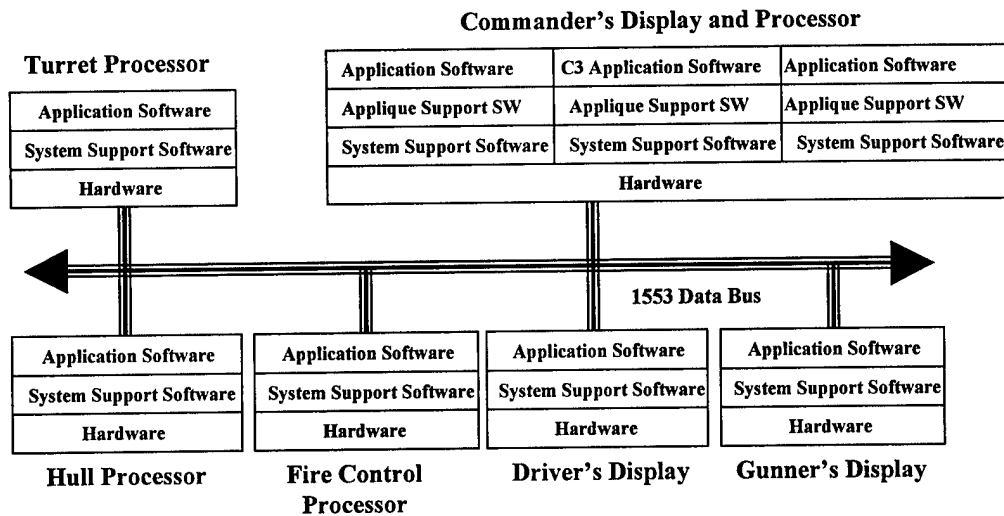 Commander's Display and Processor
Turret Processor
Application Software
System Support Software
Hardware
Application Software C3 Application Software Application Software
Applique Support SW Applique Support SW Applique Support SW
System Support Software System Support Software System Support Software
Hardware
1553 Data Bus
Application Software
System Support Software
Hardware
Hull Processor
Application Software
System Support Software
Hardware
Fire Control
Processor
Application Software
System Support Software
Hardware
Driver's Display
Application Software
System Support Software
Hardware
Gunner's Display